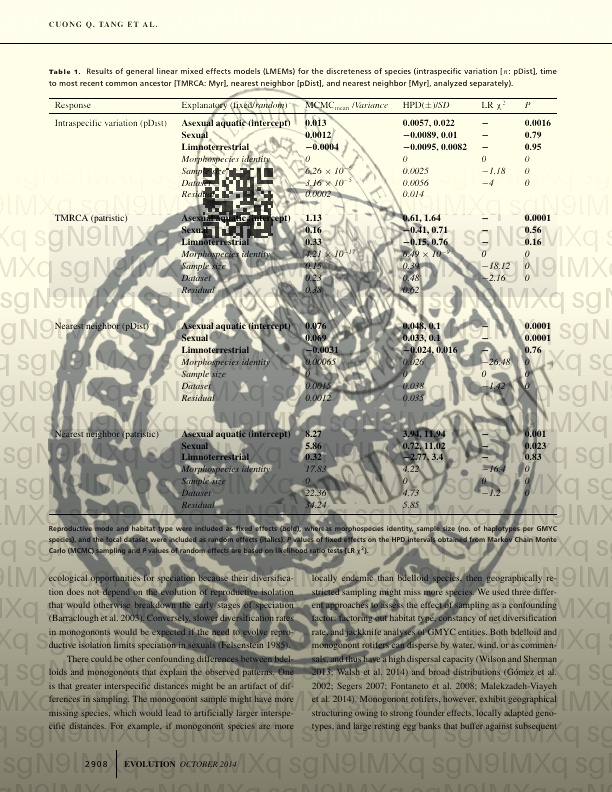 CUONG Q. TANG ET AL.
Table 1. Results of general linear mixed effects models (LMEMs) for the discreteness of species (intraspecific variation [π: pDist], time
to most recent common ancestor [TMRCA: Myr], nearest neighbor [pDist], and nearest neighbor [Myr], analyzed separately).
Response Explanatory (fixed/random) MCMCmean /Variance HPD(±)/SD LR χ² P
Intraspecific variation (pDist) Asexual aquatic (intercept) 0.013 0.0057, 0.022 – 0.0016
Sexual 0.0012 −0.0089, 0.01 – 0.79
Limnoterrestrial −0.0004 −0.0095, 0.0082 – 0.95
Morphospecies identity 0 0 0 0
Sample size 6.26 × 10 0.0025 −1.18 0
Dataset 3.16 × 10 0.0056 −4 0
Residual 0.0002 0.014
TMRCA (patristic) Asexual aquatic (intercept) 1.13 0.61, 1.64 – 0.0001
Sexual 0.16 −0.41, 0.71 – 0.56
Limnoterrestrial 0.33 −0.15, 0.76 – 0.16
Morphospecies identity 4.21 × 10 6.49 × 10 0 0
Sample size 0.15 0.39 −18.12 0
Dataset 0.23 0.48 −2.16 0
Residual 0.38 0.62
Nearest neighbor (pDist) Asexual aquatic (intercept) 0.076 0.048, 0.1 – 0.0001
Sexual 0.069 0.033, 0.1 – 0.0001
Limnoterrestrial −0.0031 −0.024, 0.016 – 0.76
Morphospecies identity 0.00065 0.026 −26.48 0
Sample size 0 0 0 0
Dataset 0.0015 0.038 −1.42 0
Residual 0.0012 0.035
Nearest neighbor (patristic) Asexual aquatic (intercept) 8.27 3.94, 11.94 – 0.001
Sexual 5.86 0.72, 11.02 – 0.023
Limnoterrestrial 0.32 −2.77, 3.4 – 0.83
Morphospecies identity 17.83 4.22 −16.4 0
Sample size 0 0 0 0
Dataset 22.36 4.73 −1.2 0
Residual 34.24 5.85
Reproductive mode and habitat type were included as fixed effects (bold), whereas morphospecies identity, sample size (no. of haplotypes per GMYC
species), and the focal dataset were included as random effects (italics). P values of fixed effects on the HPD intervals obtained from Markov Chain Monte
Carlo (MCMC) sampling and P values of random effects are based on likelihood ratio tests (LR χ²).
ecological opportunities for speciation because their diversifica-
tion does not depend on the evolution of reproductive isolation
that would otherwise breakdown the early stages of speciation
(Barraclough et al. 2003). Conversely, slower diversification rates
in monogononts would be expected if the need to evolve repro-
ductive isolation limits speciation in sexuals (Felsenstein 1985).
There could be other confounding differences between bdel-
loids and monogononts that explain the observed patterns. One
is that greater interspecific distances might be an artifact of dif-
ferences in sampling. The monogonont sample might have more
missing species, which would lead to artificially larger interspe-
cific distances. For example, if monogonont species are more
locally endemic than bdelloid species, then geographically re-
stricted sampling might miss more species. We used three differ-
ent approaches to assess the effect of sampling as a confounding
factor: factoring out habitat type, constancy of net diversification
rate, and jackknife analyses of GMYC entities. Both bdelloid and
monogonont rotifers can disperse by water, wind, or as commen-
sals, and thus have a high dispersal capacity (Wilson and Sherman
2013; Walsh et al. 2014) and broad distributions (Gómez et al.
2002; Segers 2007; Fontaneto et al. 2008; Malekzadeh-Viayeh
et al. 2014). Monogonont rotifers, however, exhibit geographical
structuring owing to strong founder effects, locally adapted geno-
types, and large resting egg banks that buffer against subsequent
2908 EVOLUTION OCTOBER 2014